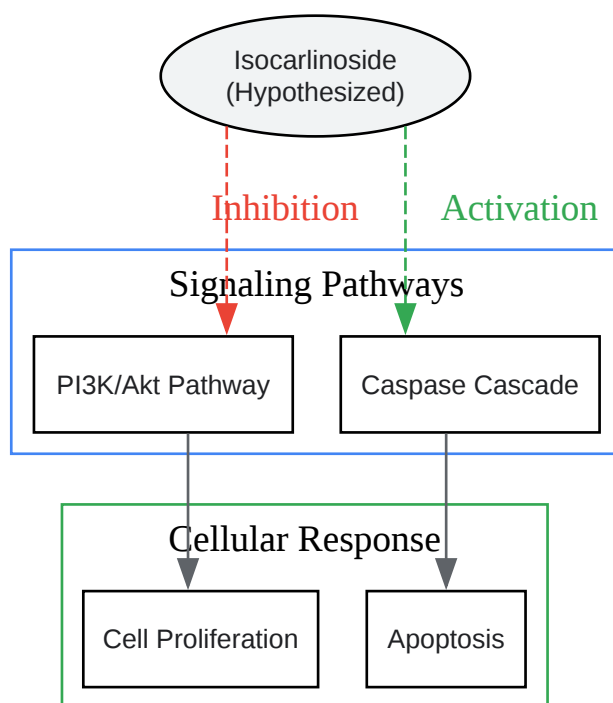 Isocarlinoside
(Hypothesized)
Inhibition
Activation
Signaling Pathways
PI3K/Akt Pathway
Caspase Cascade
Cellular Response
Cell Proliferation
Apoptosis